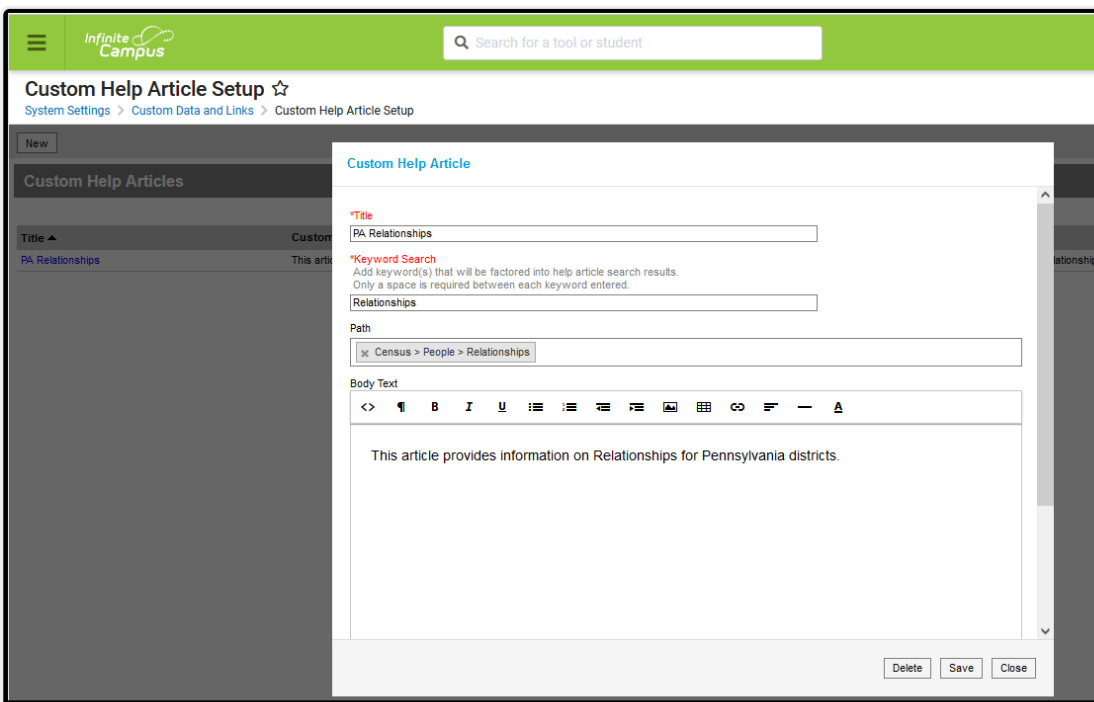 Infinite Campus
Search for a tool or student
Custom Help Article Setup
System Settings > Custom Data and Links > Custom Help Article Setup
New
Custom Help Article
Custom Help Articles
*Title
PA Relationships
Title
Custom
*Keyword Search
PA Relationships
This
Add keyword(s) that will be factored into help article search results.
Only a space is required between each keyword entered.
Relationships
Path
× Census > People > Relationships
Body Text
<> ¶ B I U A
This article provides information on Relationships for Pennsylvania districts.
Delete Save Close